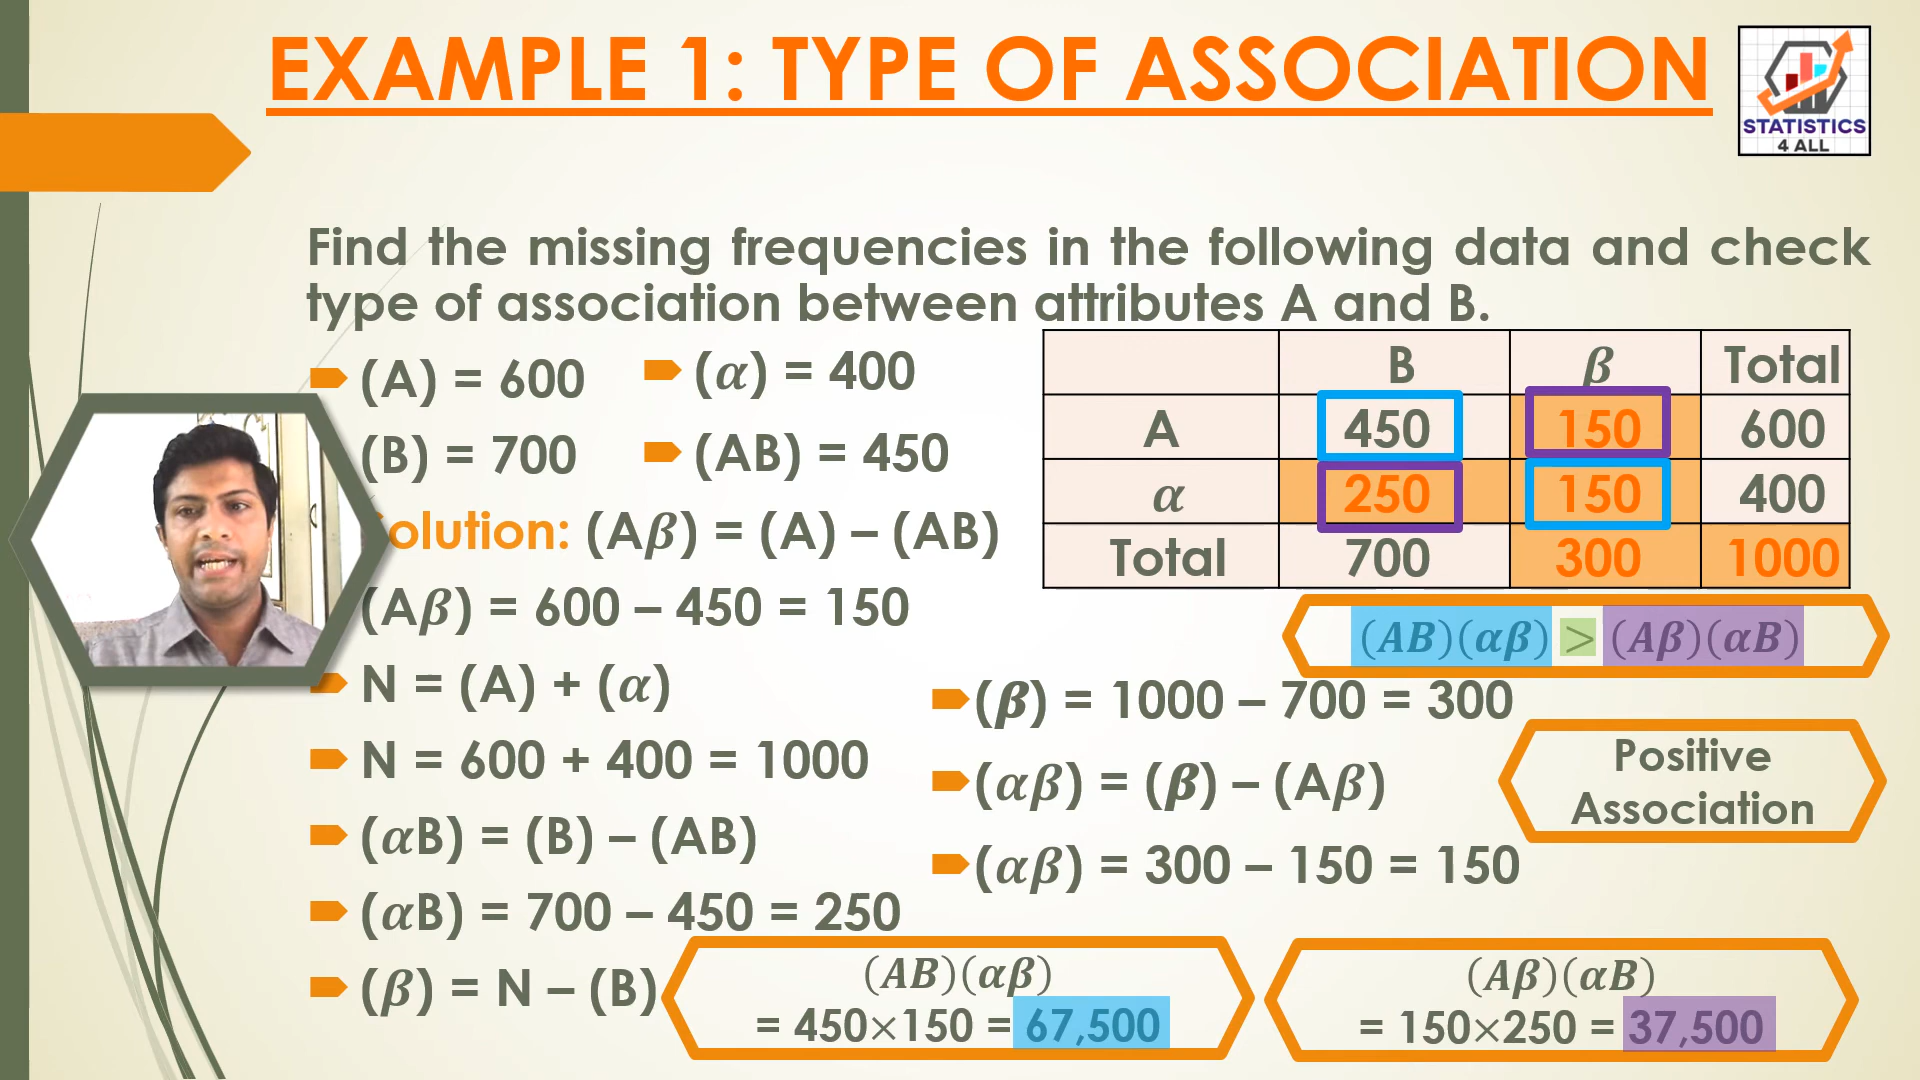 EXAMPLE 1: TYPE OF ASSOCIATION
STATISTICS
4 ALL
Find the missing frequencies in the following data and check
type of association between attributes A and B.
(A) = 600
(α) = 400
(B) = 700
(AB) = 450
olution: (Aβ) = (A) – (AB)
(Aβ) = 600 – 450 = 150
N = (A) + (α)
N = 600 + 400 = 1000
(αB) = (B) – (AB)
(αB) = 700 – 450 = 250
(β) = N – (B)
B β Total
A 450 150 600
α 250 150 400
Total 700 300 1000
(AB)(αβ) > (Aβ)(αB)
(β) = 1000 – 700 = 300
(αβ) = (β) – (Aβ)
(αβ) = 300 – 150 = 150
Positive
Association
(AB)(αβ)
= 450×150 = 67,500
(Aβ)(αB)
= 150×250 = 37,500